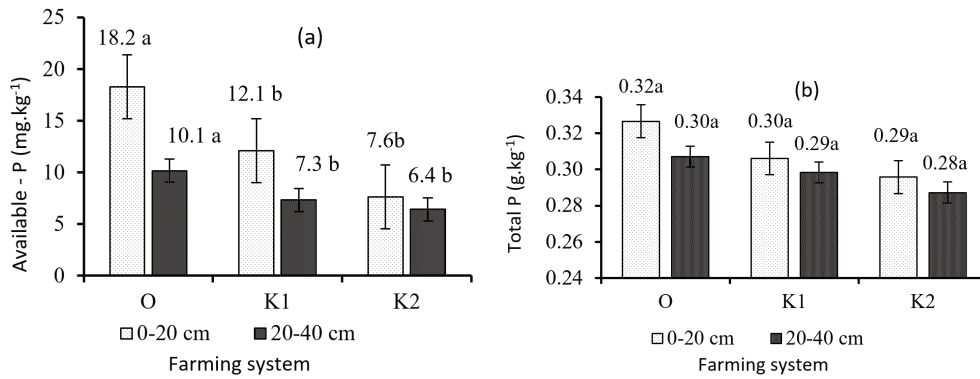 (a)
Available - P (mg.kg⁻¹)
25
20
15
10
5
0
18.2 a
10.1 a
12.1 b
7.3 b
7.6b
6.4 b
O K1 K2
0-20 cm 20-40 cm
Farming system
(b)
Total P (g.kg⁻¹)
0.34
0.32
0.30
0.28
0.26
0.24
0.32a
0.30a
0.30a
0.29a
0.29a
0.28a
O K1 K2
0-20 cm 20-40 cm
Farming system